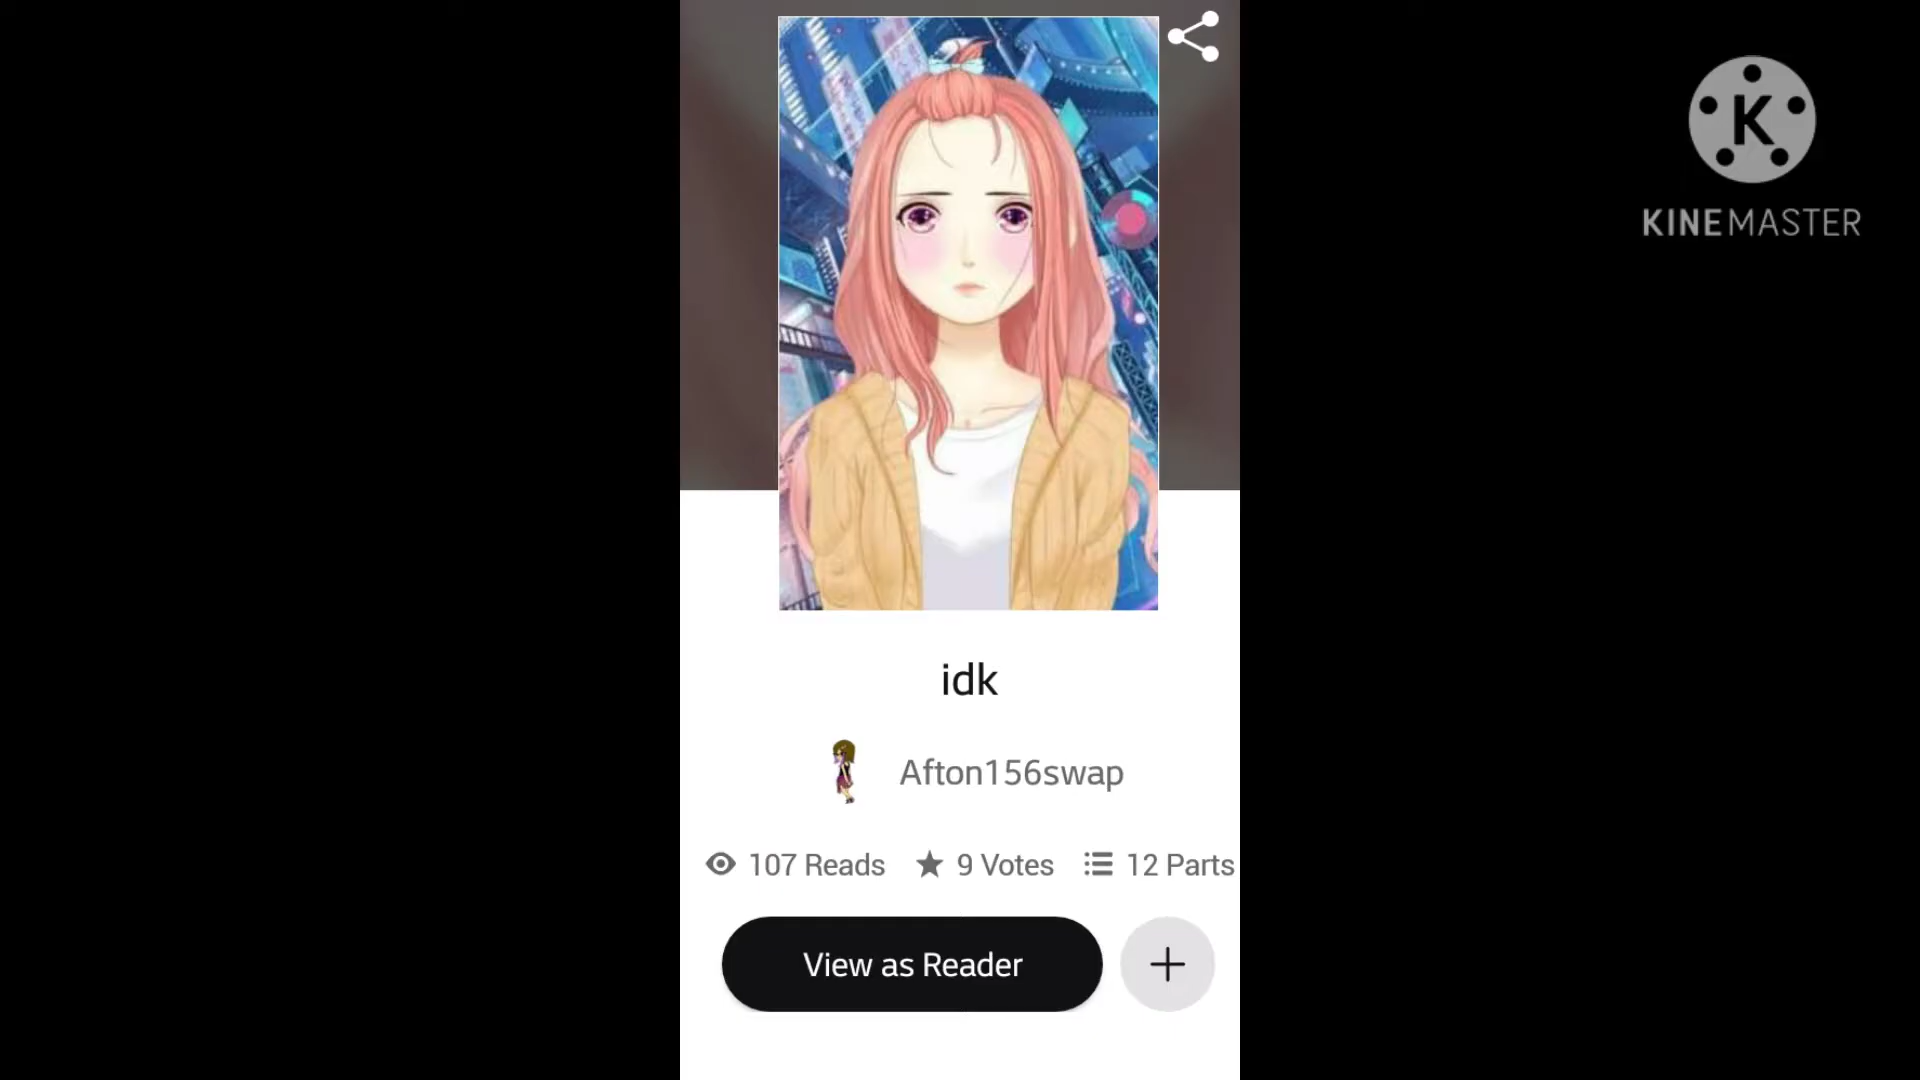 K
KINEMASTER
idk
Afton156swap
107 Reads 9 Votes 12 Parts
View as Reader